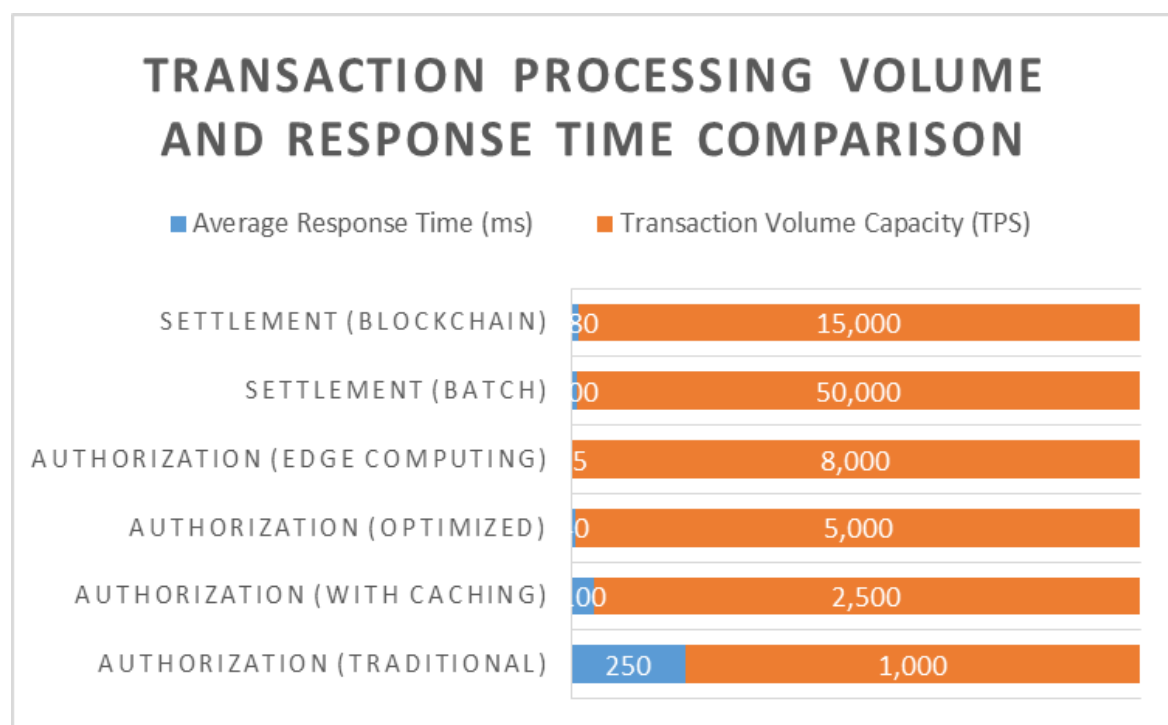 TRANSACTION PROCESSING VOLUME
AND RESPONSE TIME COMPARISON
Average Response Time (ms) Transaction Volume Capacity (TPS)
SETTLEMENT (BLOCKCHAIN) 15,000
SETTLEMENT (BATCH) 50,000
AUTHORIZATION (EDGE COMPUTING) 8,000
AUTHORIZATION (OPTIMIZED) 5,000
AUTHORIZATION (WITH CACHING) 2,500
AUTHORIZATION (TRADITIONAL) 250 1,000